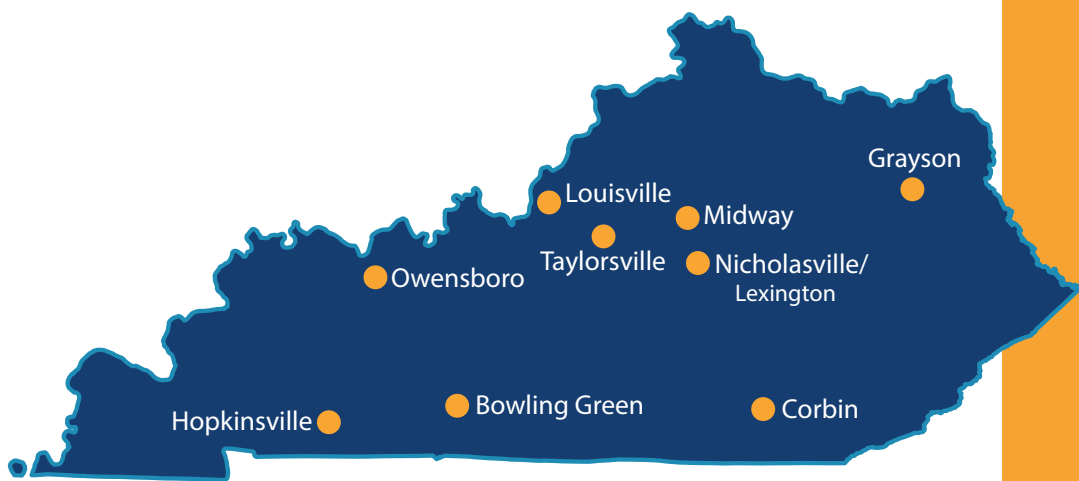 Grayson
Louisville
Midway
Taylorsville
Nicholasville/
Lexington
Owensboro
Bowling Green
Corbin
Hopkinsville